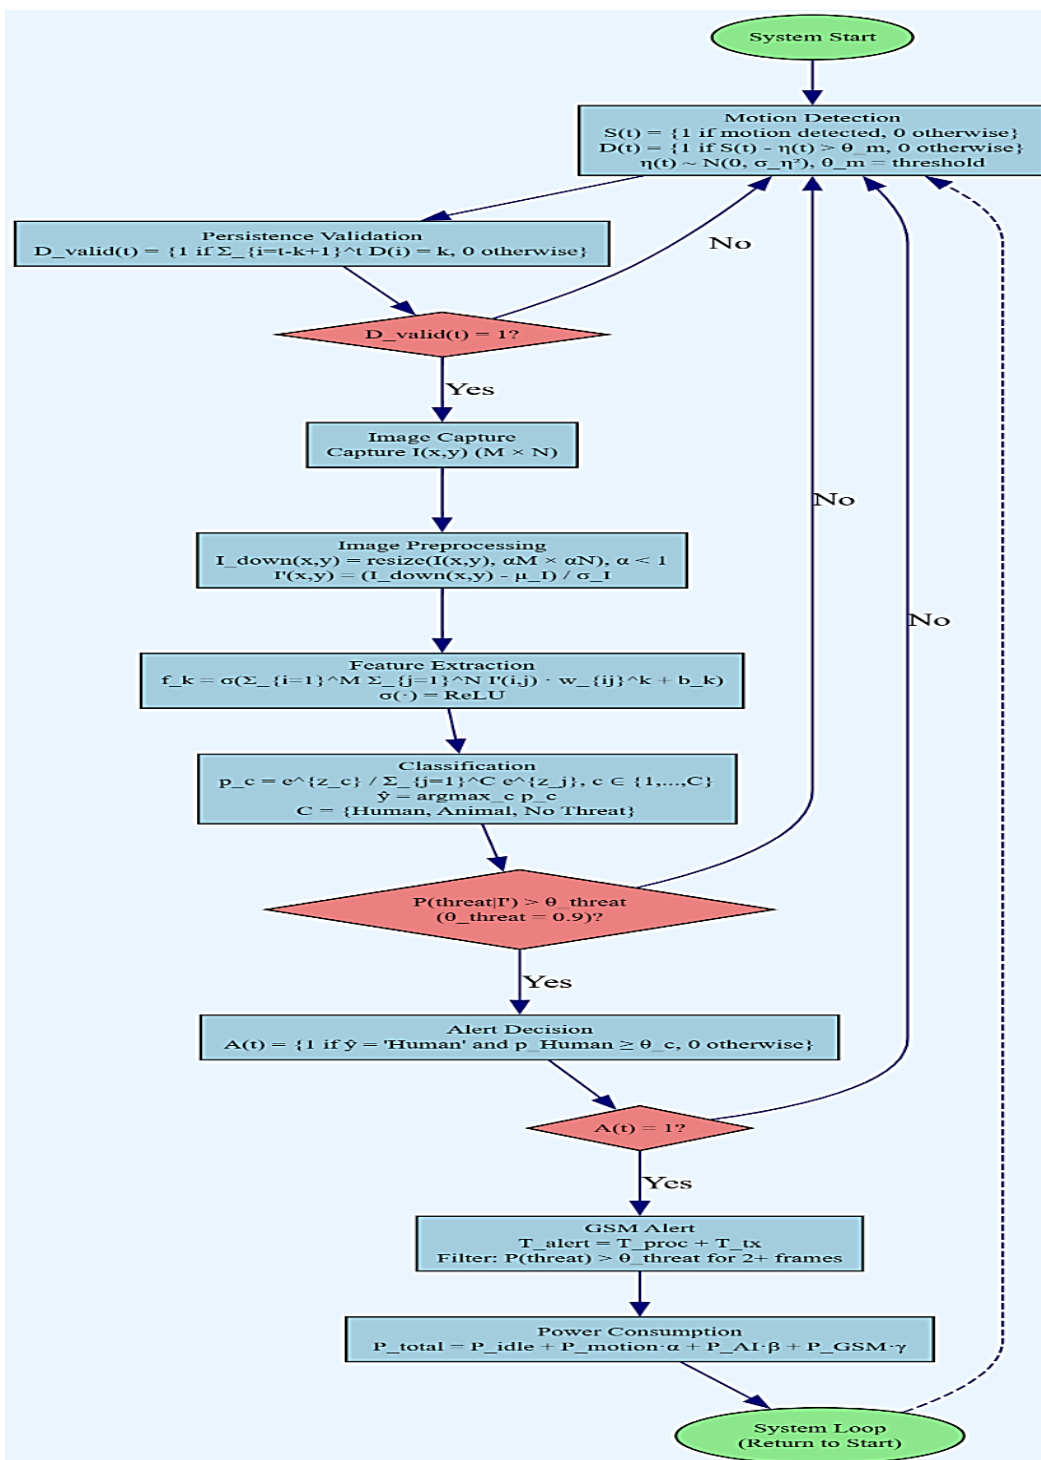 System Start
Motion Detection
S(t) = {1 if motion detected, 0 otherwise}
D(t) = {1 if S(t) - η(t) > θ_m, 0 otherwise}
η(t) ~ N(0, σ_η²), θ_m = threshold
Persistence Validation
D_valid(t) = {1 if Σ_{i=t-k+1}^t D(i) = k, 0 otherwise}
No
D_valid(t) = 1?
Yes
Image Capture
Capture I(x,y) (M × N)
No
Image Preprocessing
I_down(x,y) = resize(I(x,y), αM × αN), α < 1
I'(x,y) = (I_down(x,y) - μ_I) / σ_I
No
Feature Extraction
f_k = σ(Σ_{i=1}^M Σ_{j=1}^N I'(i,j) · w_{ij}^k + b_k)
σ(·) = ReLU
Classification
p_c = e^{z_c} / Σ_{j=1}^C e^{z_j}, c ∈ {1,...,C}
ŷ = argmax_c p_c
C = {Human, Animal, No Threat}
P(threat|I') > θ_threat
(θ_threat = 0.9)?
Yes
Alert Decision
A(t) = {1 if ŷ = 'Human' and p_Human ≥ θ_c, 0 otherwise}
A(t) = 1?
Yes
GSM Alert
T_alert = T_proc + T_tx
Filter: P(threat) > θ_threat for 2+ frames
Power Consumption
P_total = P_idle + P_motion·α + P_AI·β + P_GSM·γ
System Loop
(Return to Start)